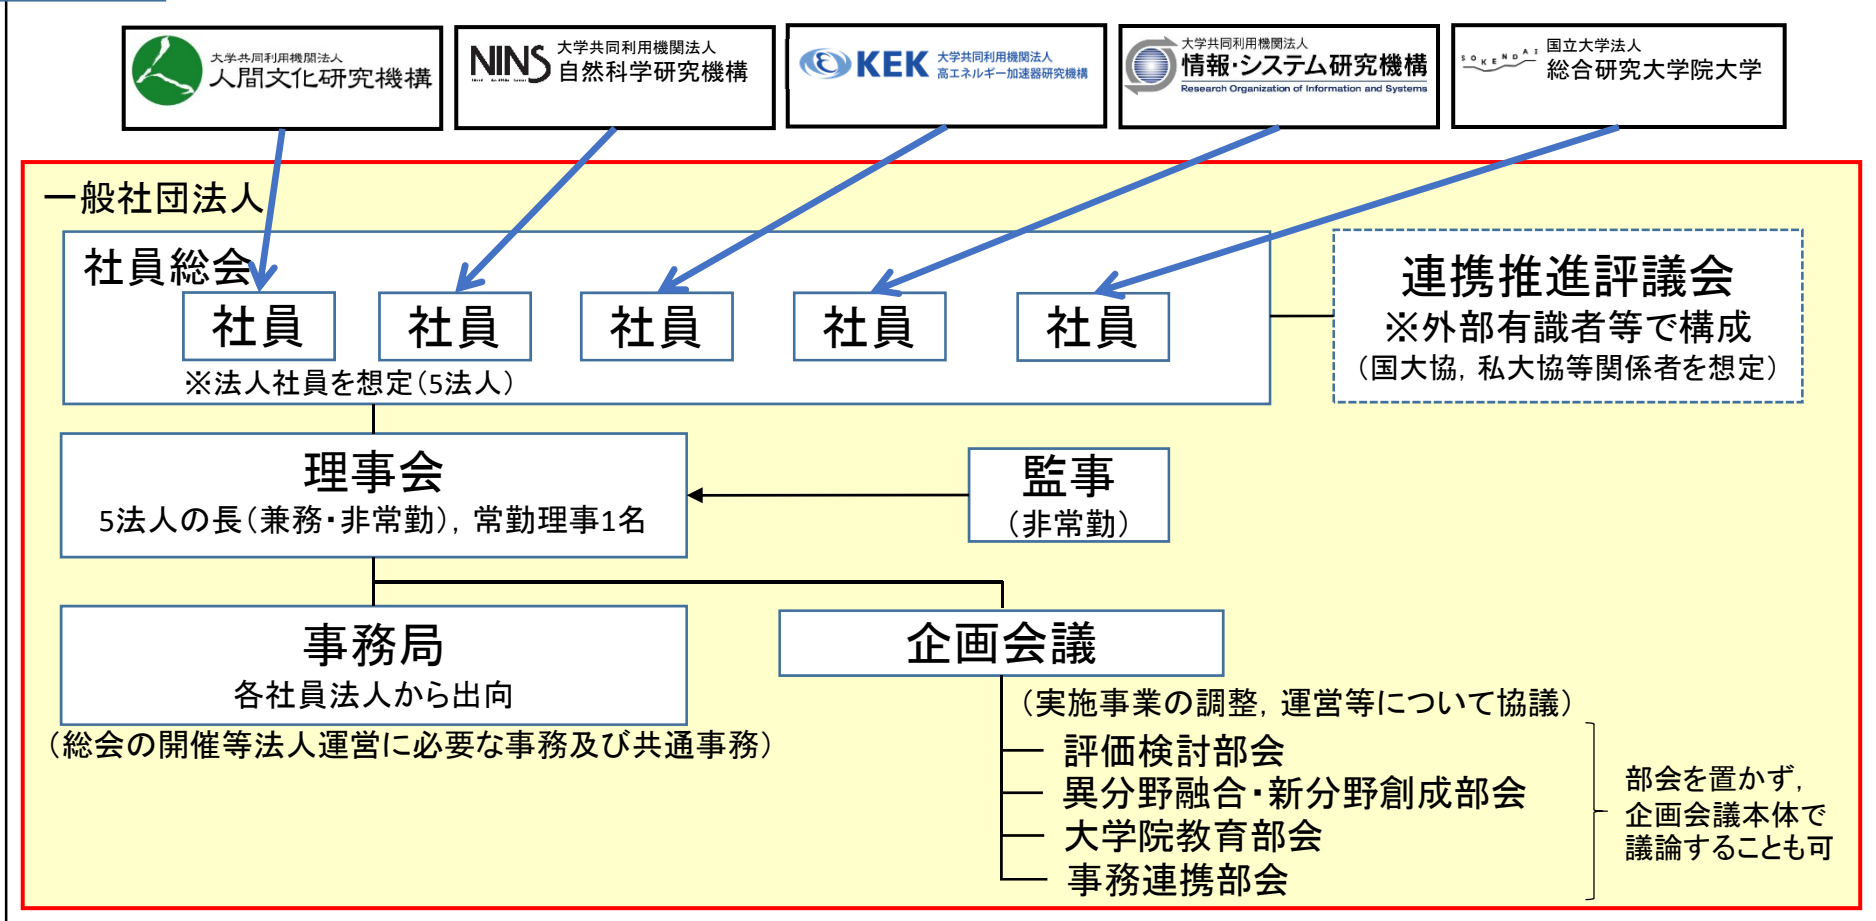 大学共同利用機関法人
人間文化研究機構
NINS
大学共同利用機関法人
自然科学研究機構
KEK
大学共同利用機関法人
高エネルギー加速器研究機構
大学共同利用機関法人
情報・システム研究機構
Research Organization of Information and Systems
SOKENDAI
国立大学法人
総合研究大学院大学
一般社団法人
社員総会
社員
社員
社員
社員
社員
※法人社員を想定(5法人)
連携推進評議会
※外部有識者等で構成
(国大協, 私大協等関係者を想定)
理事会
5法人の長(兼務・非常勤), 常勤理事1名
監事
(非常勤)
事務局
各社員法人から出向
(総会の開催等法人運営に必要な事務及び共通事務)
企画会議
(実施事業の調整, 運営等について協議)
評価検討部会
異分野融合・新分野創成部会
大学院教育部会
事務連携部会
部会を置かず,
企画会議本体で
議論することも可